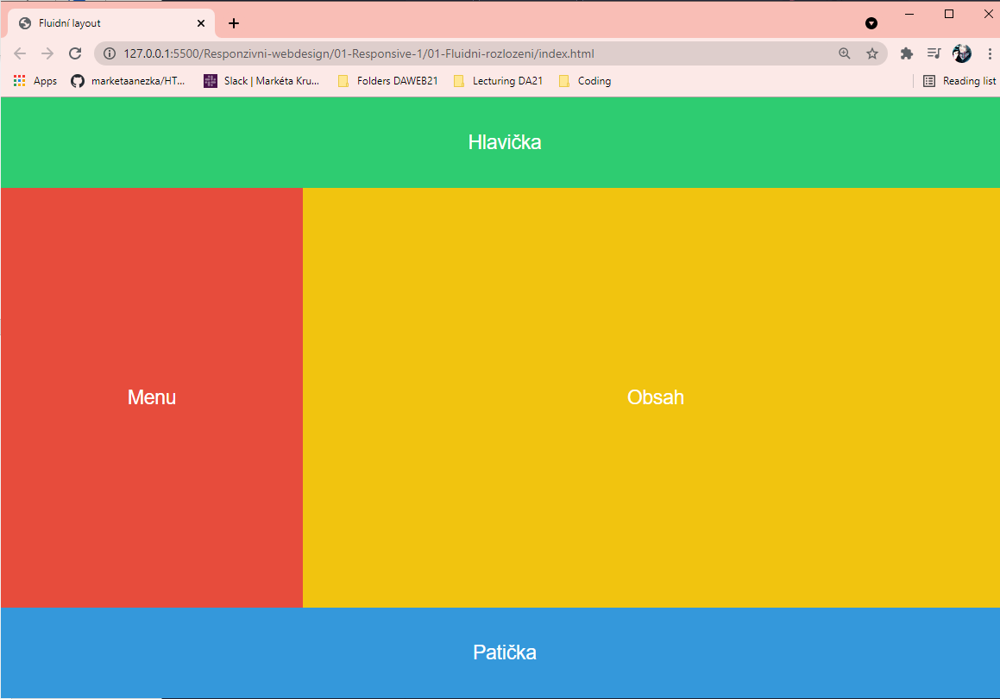 Fluidní layout
127.0.0.1:5500/Responzivni-webdesign/01-Responsive-1/01-Fluidni-rozlozeni/index.html
Apps marketaanezka/HT... Slack | Markéta Kru... Folders DAWEB21 Lecturing DA21 Coding Reading list
Hlavička
Menu Obsah
Patička